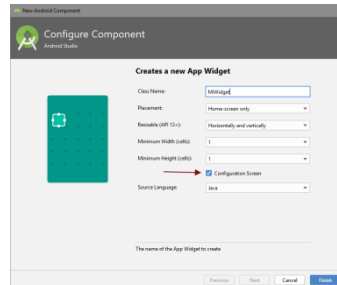 New Android Component
Configure Component
Android Studio
Creates a new App Widget
Class Name: MiWidget
Placement: Home-screen only
Resizable (API 12+): Horizontally and vertically
Minimum Width (cells): 1
Minimum Height (cells): 1
Configuration Screen
Source Language: Java
The name of the App Widget to create
Previous Next Cancel Finish